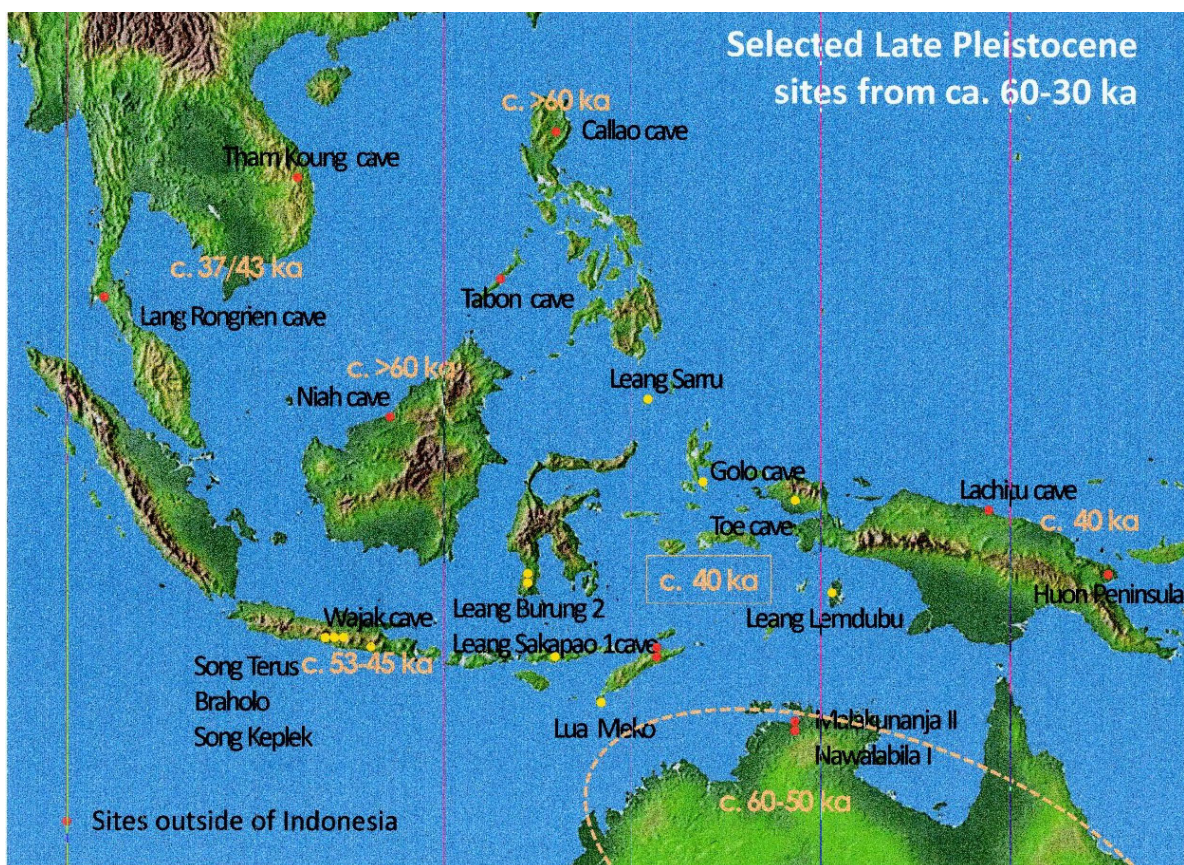 Selected Late Pleistocene
sites from ca. 60-30 ka
c. >60 ka
Callao cave
Tham Koung cave
c. 37/43 ka
Tabon cave
Lang Rongrien cave
c. >60 ka
Niah cave
Leang Sarru
Golo cave
Lachitu cave
c. 40 ka
Toe cave
c. 40 ka
Huon Peninsula
Leang Burung 2
Leang Lemdubu
Wajak cave
Leang Sakapao 1cave
Song Terus
c. 53-45 ka
Braholo
Song Keplek
Lua Meko
Malakunanja II
Nawalabila I
c. 60-50 ka
Sites outside of Indonesia